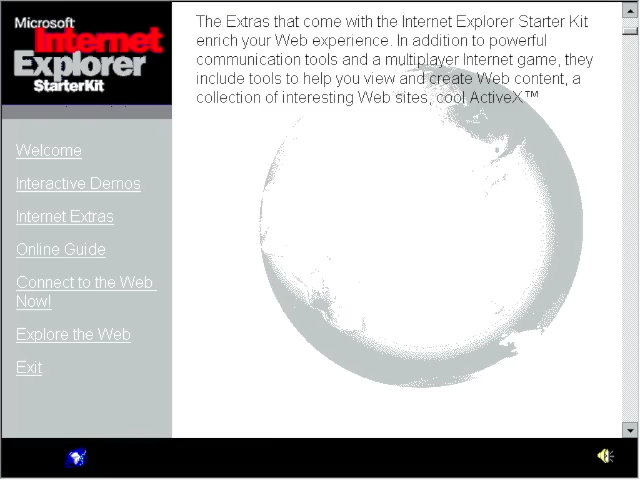 Microsoft
Internet
Explorer
StarterKit
Welcome
Interactive Demos
Internet Extras
Online Guide
Connect to the Web
Now!
Explore the Web
Exit
The Extras that come with the Internet Explorer Starter Kit
enrich your Web experience. In addition to powerful
communication tools and a multiplayer Internet game, they
include tools to help you view and create Web content, a
collection of interesting Web sites, cool ActiveX™